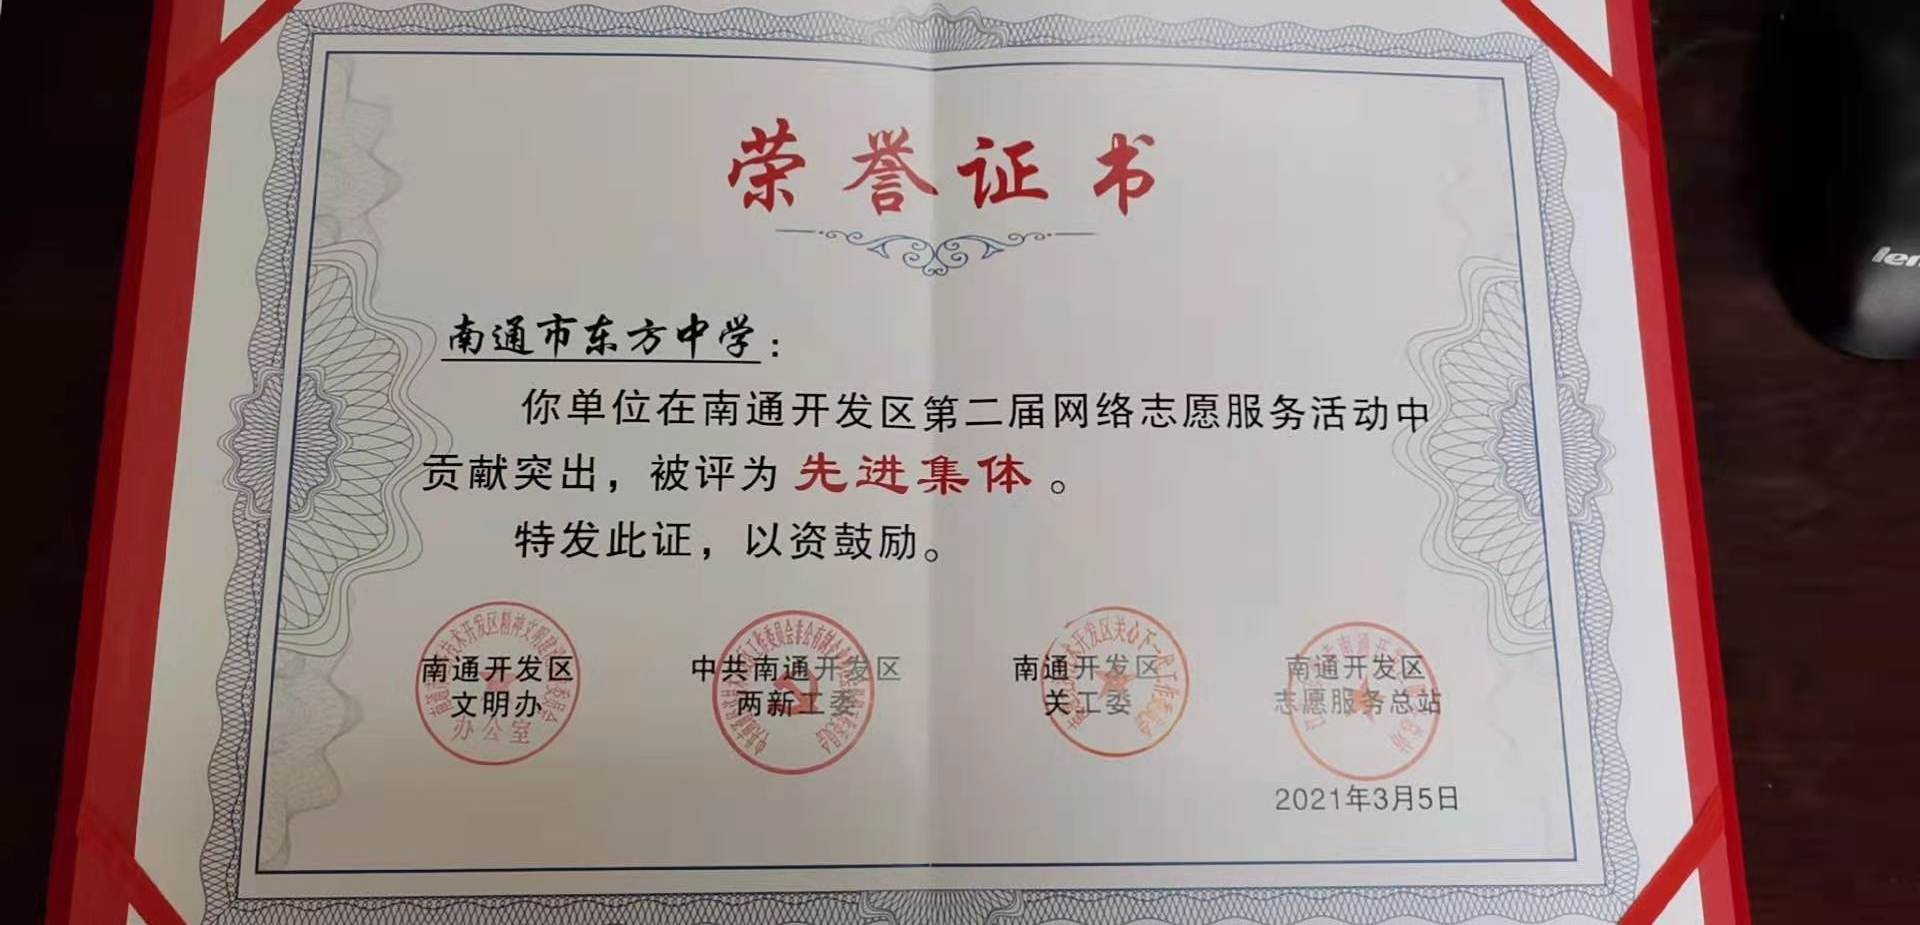 荣誉证书
南通市东方中学：
你单位在南通开发区第二届网络志愿服务活动中
贡献突出，被评为先进集体。
特发此证，以资鼓励。
南通开发区
文明办
办公室
中共南通开发区
两新工委
南通开发区
关工委
南通开发区
志愿服务总站
2021年3月5日